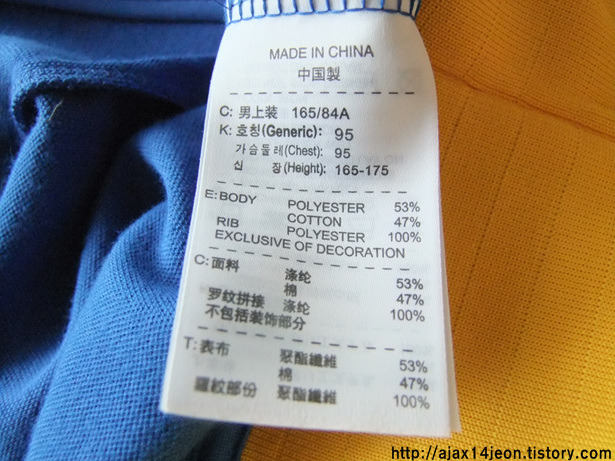 MADE IN CHINA
中国製
C: 男上装 165/84A
K: 호칭(Generic): 95
가슴둘레(Chest): 95
신 장(Height): 165-175
E: BODY POLYESTER 53%
COTTON 47%
RIB POLYESTER 100%
EXCLUSIVE OF DECORATION
C: 面料 涤纶 53%
棉 47%
罗纹拼接 涤纶 100%
不包括装饰部分
T: 表布 聚酯纖維 53%
棉 47%
羅紋部份 聚酯纖維 100%
http://ajax14jeon.tistory.com